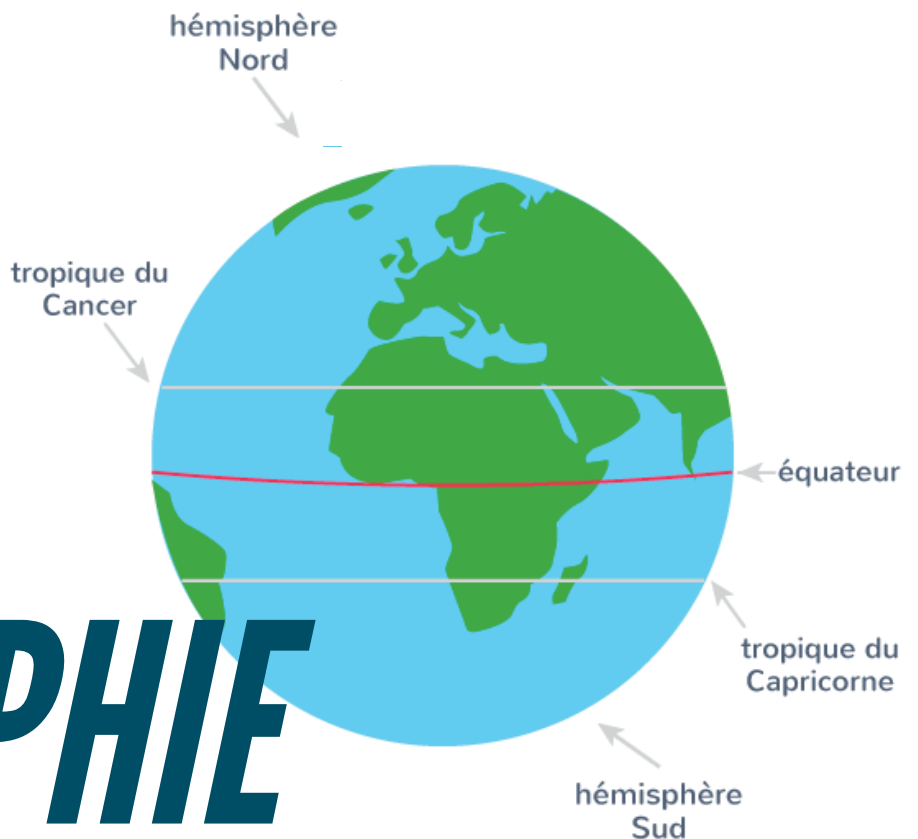 hémisphère
Nord
tropique du
Cancer
équateur
tropique du
Capricorne
PHIE
hémisphère
Sud